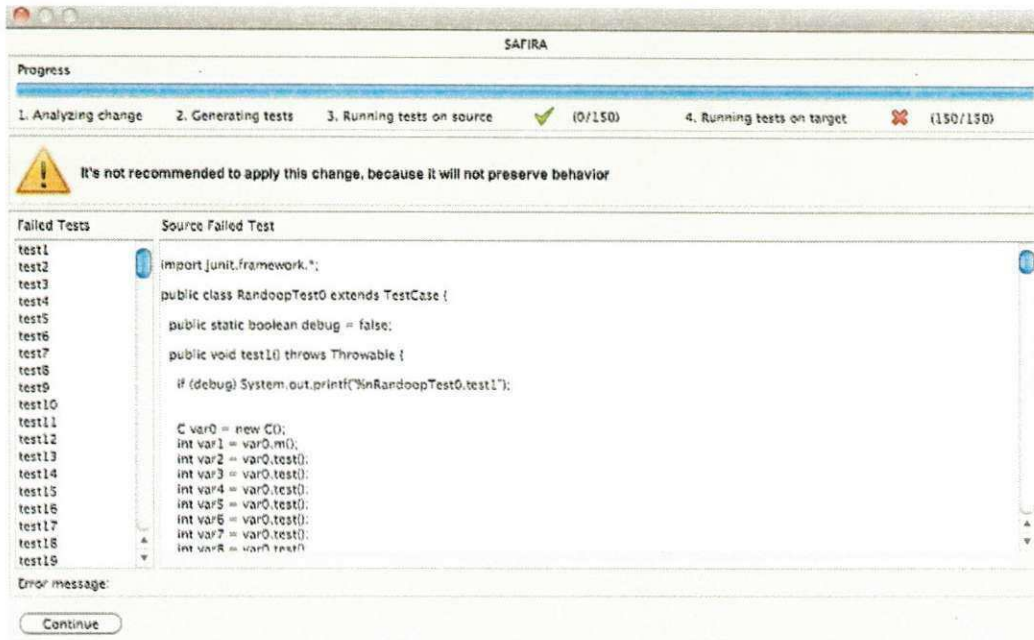 SAFIRA
Progress
1. Analyzing change 2. Generating tests 3. Running tests on source (0/150) 4. Running tests on target (150/150)
It's not recommended to apply this change, because it will not preserve behavior
Failed Tests Source Failed Test
test1
test2
test3
test4
test5
test6
test7
test8
test9
test10
test11
test12
test13
test14
test15
test16
test17
test18
test19
import junit.framework.*;
public class RandoopTest0 extends TestCase {
public static boolean debug = false;
public void test1() throws Throwable {
if (debug) System.out.printf("%nRandoopTest0.test1");
C var0 = new C();
int var1 = var0.m();
int var2 = var0.test();
int var3 = var0.test();
int var4 = var0.test();
int var5 = var0.test();
int var6 = var0.test();
int var7 = var0.test();
int var8 = var0.test()
Error message:
Continue